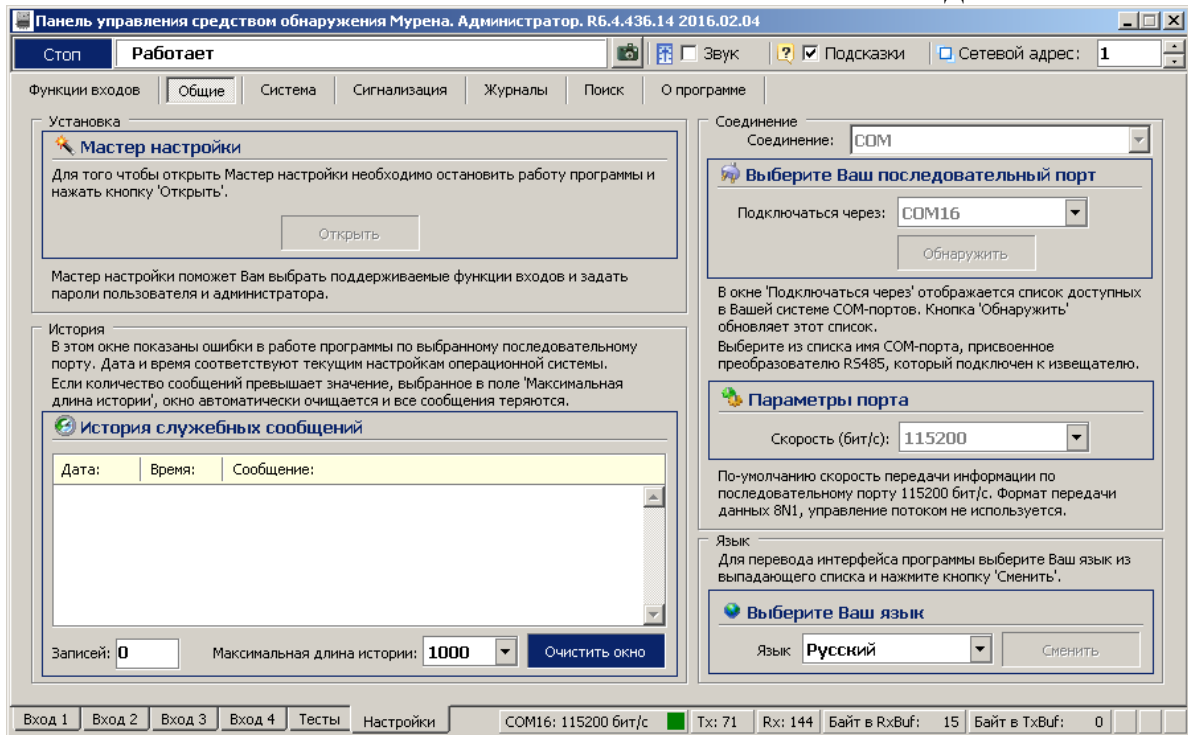 Панель управления средством обнаружения Мурена. Администратор. R6.4.436.14 2016.02.04
Стоп Работает Звук Подсказки Сетевой адрес: 1
Функции входов Общие Система Сигнализация Журналы Поиск О программе
Установка
Мастер настройки
Для того чтобы открыть Мастер настройки необходимо остановить работу программы и
нажать кнопку 'Открыть'.
Открыть
Мастер настройки поможет Вам выбрать поддерживаемые функции входов и задать
пароли пользователя и администратора.
История
В этом окне показаны ошибки в работе программы по выбранному последовательному
порту. Дата и время соответствуют текущим настройкам операционной системы.
Если количество сообщений превышает значение, выбранное в поле 'Максимальная
длина истории', окно автоматически очищается и все сообщения теряются.
История служебных сообщений
Дата: Время: Сообщение:
Записей: 0 Максимальная длина истории: 1000 Очистить окно
Соединение
Соединение: COM
Выберите Ваш последовательный порт
Подключаться через: COM16
Обнаружить
В окне 'Подключаться через' отображается список доступных
в Вашей системе COM-портов. Кнопка 'Обнаружить'
обновляет этот список.
Выберите из списка имя COM-порта, присвоенное
преобразователю RS485, который подключен к извещателю.
Параметры порта
Скорость (бит/с): 115200
По-умолчанию скорость передачи информации по
последовательному порту 115200 бит/с. Формат передачи
данных 8N1, управление потоком не используется.
Язык
Для перевода интерфейса программы выберите Ваш язык из
выпадающего списка и нажмите кнопку 'Сменить'.
Выберите Ваш язык
Язык Русский Сменить
Вход 1 Вход 2 Вход 3 Вход 4 Тесты Настройки COM16: 115200 бит/с Tx: 71 Rx: 144 Байт в RxBuf: 15 Байт в TxBuf: 0